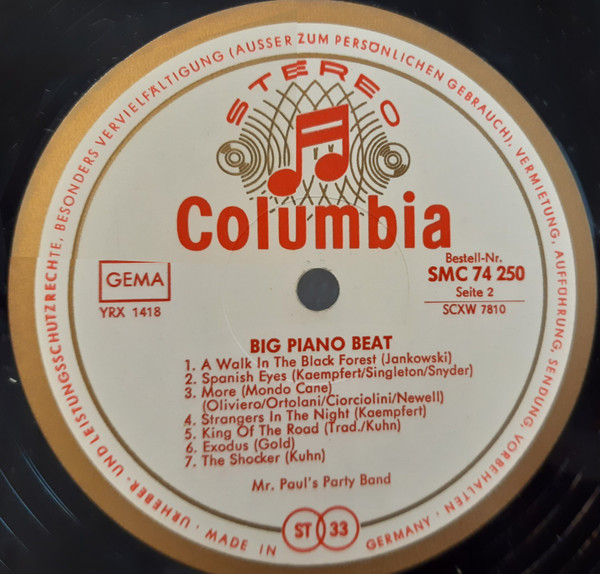 · URHEBER- UND LEISTUNGSSCHUTZRECHTE, BESONDERS VERVIELFÄLTIGUNG (AUSSER ZUM PERSÖNLICHEN GEBRAUCH), VERMIETUNG, AUFFÜHRUNG, SENDUNG, VORBEHALTEN ·
STEREO
Columbia
GEMA
YRX 1418
Bestell-Nr.
SMC 74 250
Seite 2
SCXW 7810
BIG PIANO BEAT
1. A Walk In The Black Forest (Jankowski)
2. Spanish Eyes (Kaempfert/Singleton/Snyder)
3. More (Mondo Cane)
(Oliviero/Ortolani/Ciorciolini/Newell)
4. Strangers In The Night (Kaempfert)
5. King Of The Road (Trad./Kuhn)
6. Exodus (Gold)
7. The Shocker (Kuhn)
Mr. Paul's Party Band
ST 33
MADE IN GERMANY